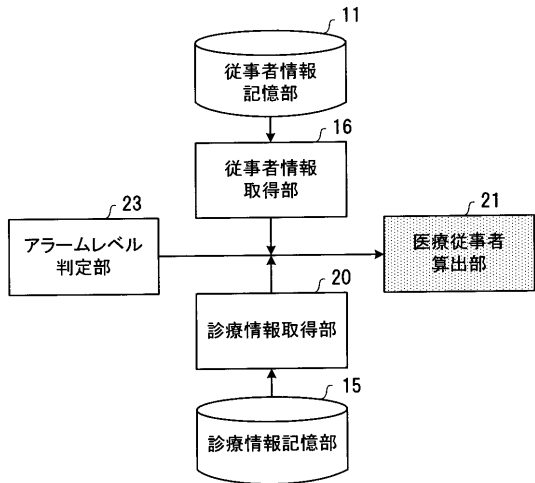 11
従事者情報
記憶部
16
従事者情報
取得部
23
アラームレベル
判定部
21
医療従事者
算出部
20
診療情報取得部
15
診療情報記憶部